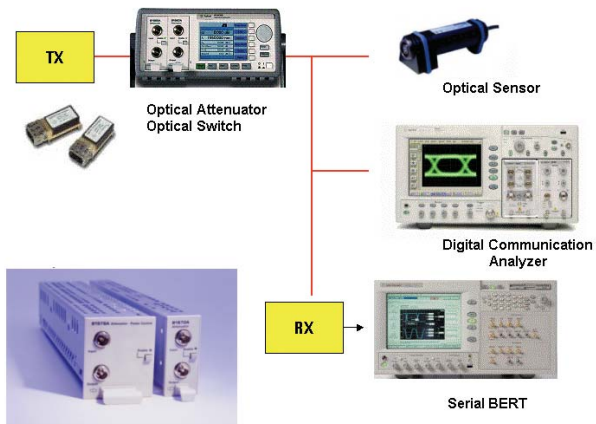 TX
Optical Attenuator
Optical Switch
Optical Sensor
Digital Communication
Analyzer
RX
Serial BERT